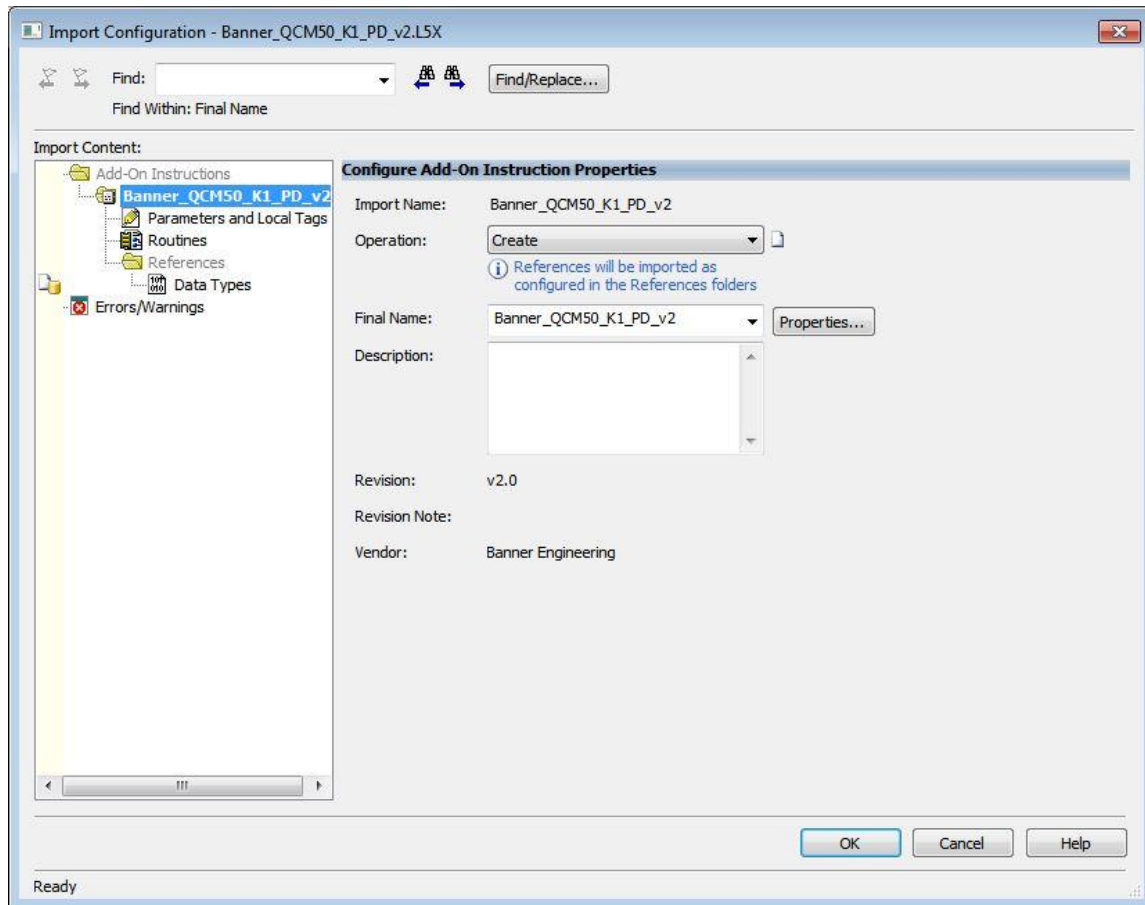 Import Configuration - Banner_QCM50_K1_PD_v2.L5X
Find:
Find/Replace...
Find Within: Final Name
Import Content:
Add-On Instructions
Banner_QCM50_K1_PD_v2
Parameters and Local Tags
Routines
References
Data Types
Errors/Warnings
Configure Add-On Instruction Properties
Import Name: Banner_QCM50_K1_PD_v2
Operation: Create
References will be imported as
configured in the References folders
Final Name: Banner_QCM50_K1_PD_v2 Properties...
Description:
Revision: v2.0
Revision Note:
Vendor: Banner Engineering
OK Cancel Help
Ready